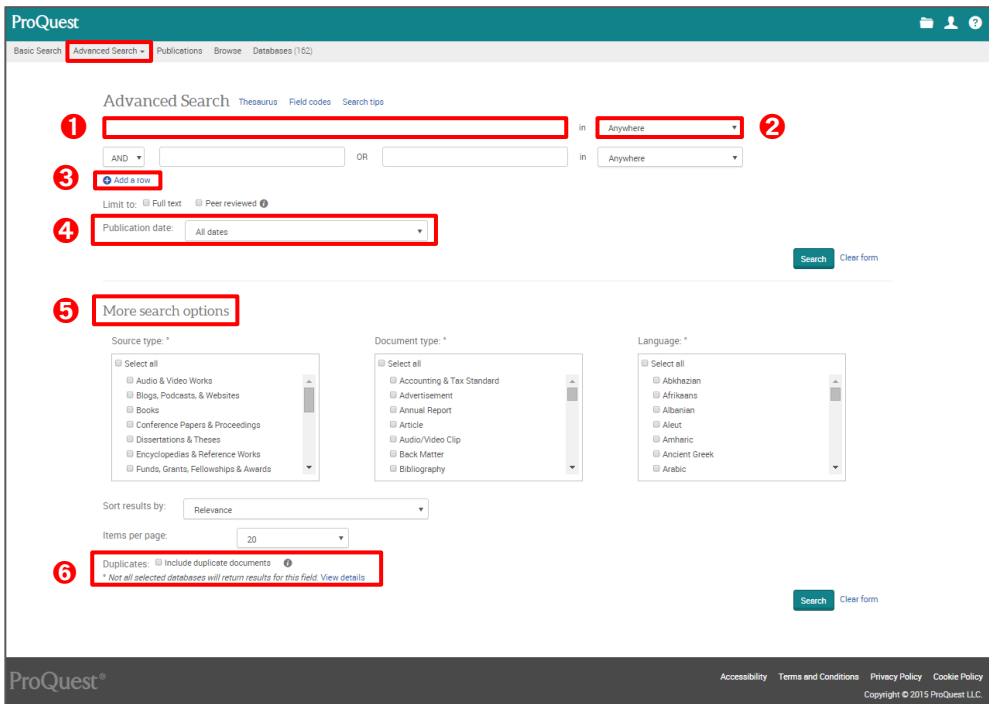 ProQuest
Basic Search Advanced Search Publications Browse Databases (162)
Advanced Search Thesaurus Field codes Search tips
1 in Anywhere 2
AND OR in Anywhere
3 Add a row
Limit to: Full text Peer reviewed
4 Publication date: All dates
Search Clear form
5 More search options
Source type: * Document type: * Language: *
Select all Select all Select all
Audio & Video Works Accounting & Tax Standard Abkhazian
Blogs, Podcasts, & Websites Advertisement Afrikaans
Books Annual Report Albanian
Conference Papers & Proceedings Article Aleut
Dissertations & Theses Audio/Video Clip Amharic
Encyclopedias & Reference Works Back Matter Ancient Greek
Funds, Grants, Fellowships & Awards Bibliography Arabic
Sort results by: Relevance
Items per page: 20
6 Duplicates: Include duplicate documents
* Not all selected databases will return results for this field. View details
Search Clear form
ProQuest®
Accessibility Terms and Conditions Privacy Policy Cookie Policy
Copyright © 2015 ProQuest LLC.